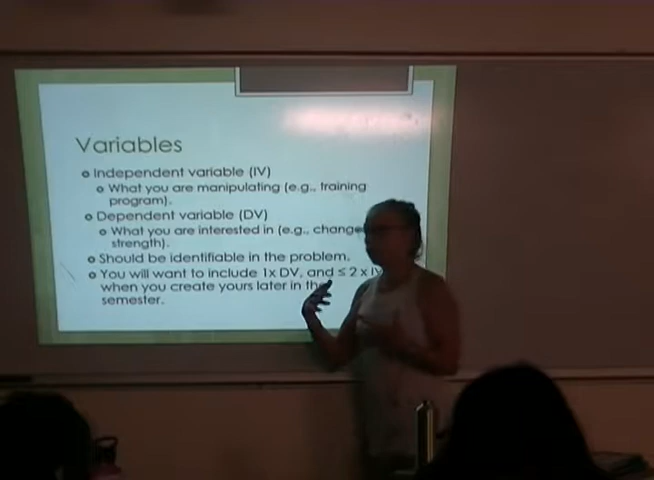 Variables
Independent variable (IV)
What you are manipulating (e.g., training
program).
Dependent variable (DV)
What you are interested in (e.g., change
strength).
Should be identifiable in the problem.
You will want to include 1x DV, and ≤ 2 x IV
when you create yours later in the
semester.